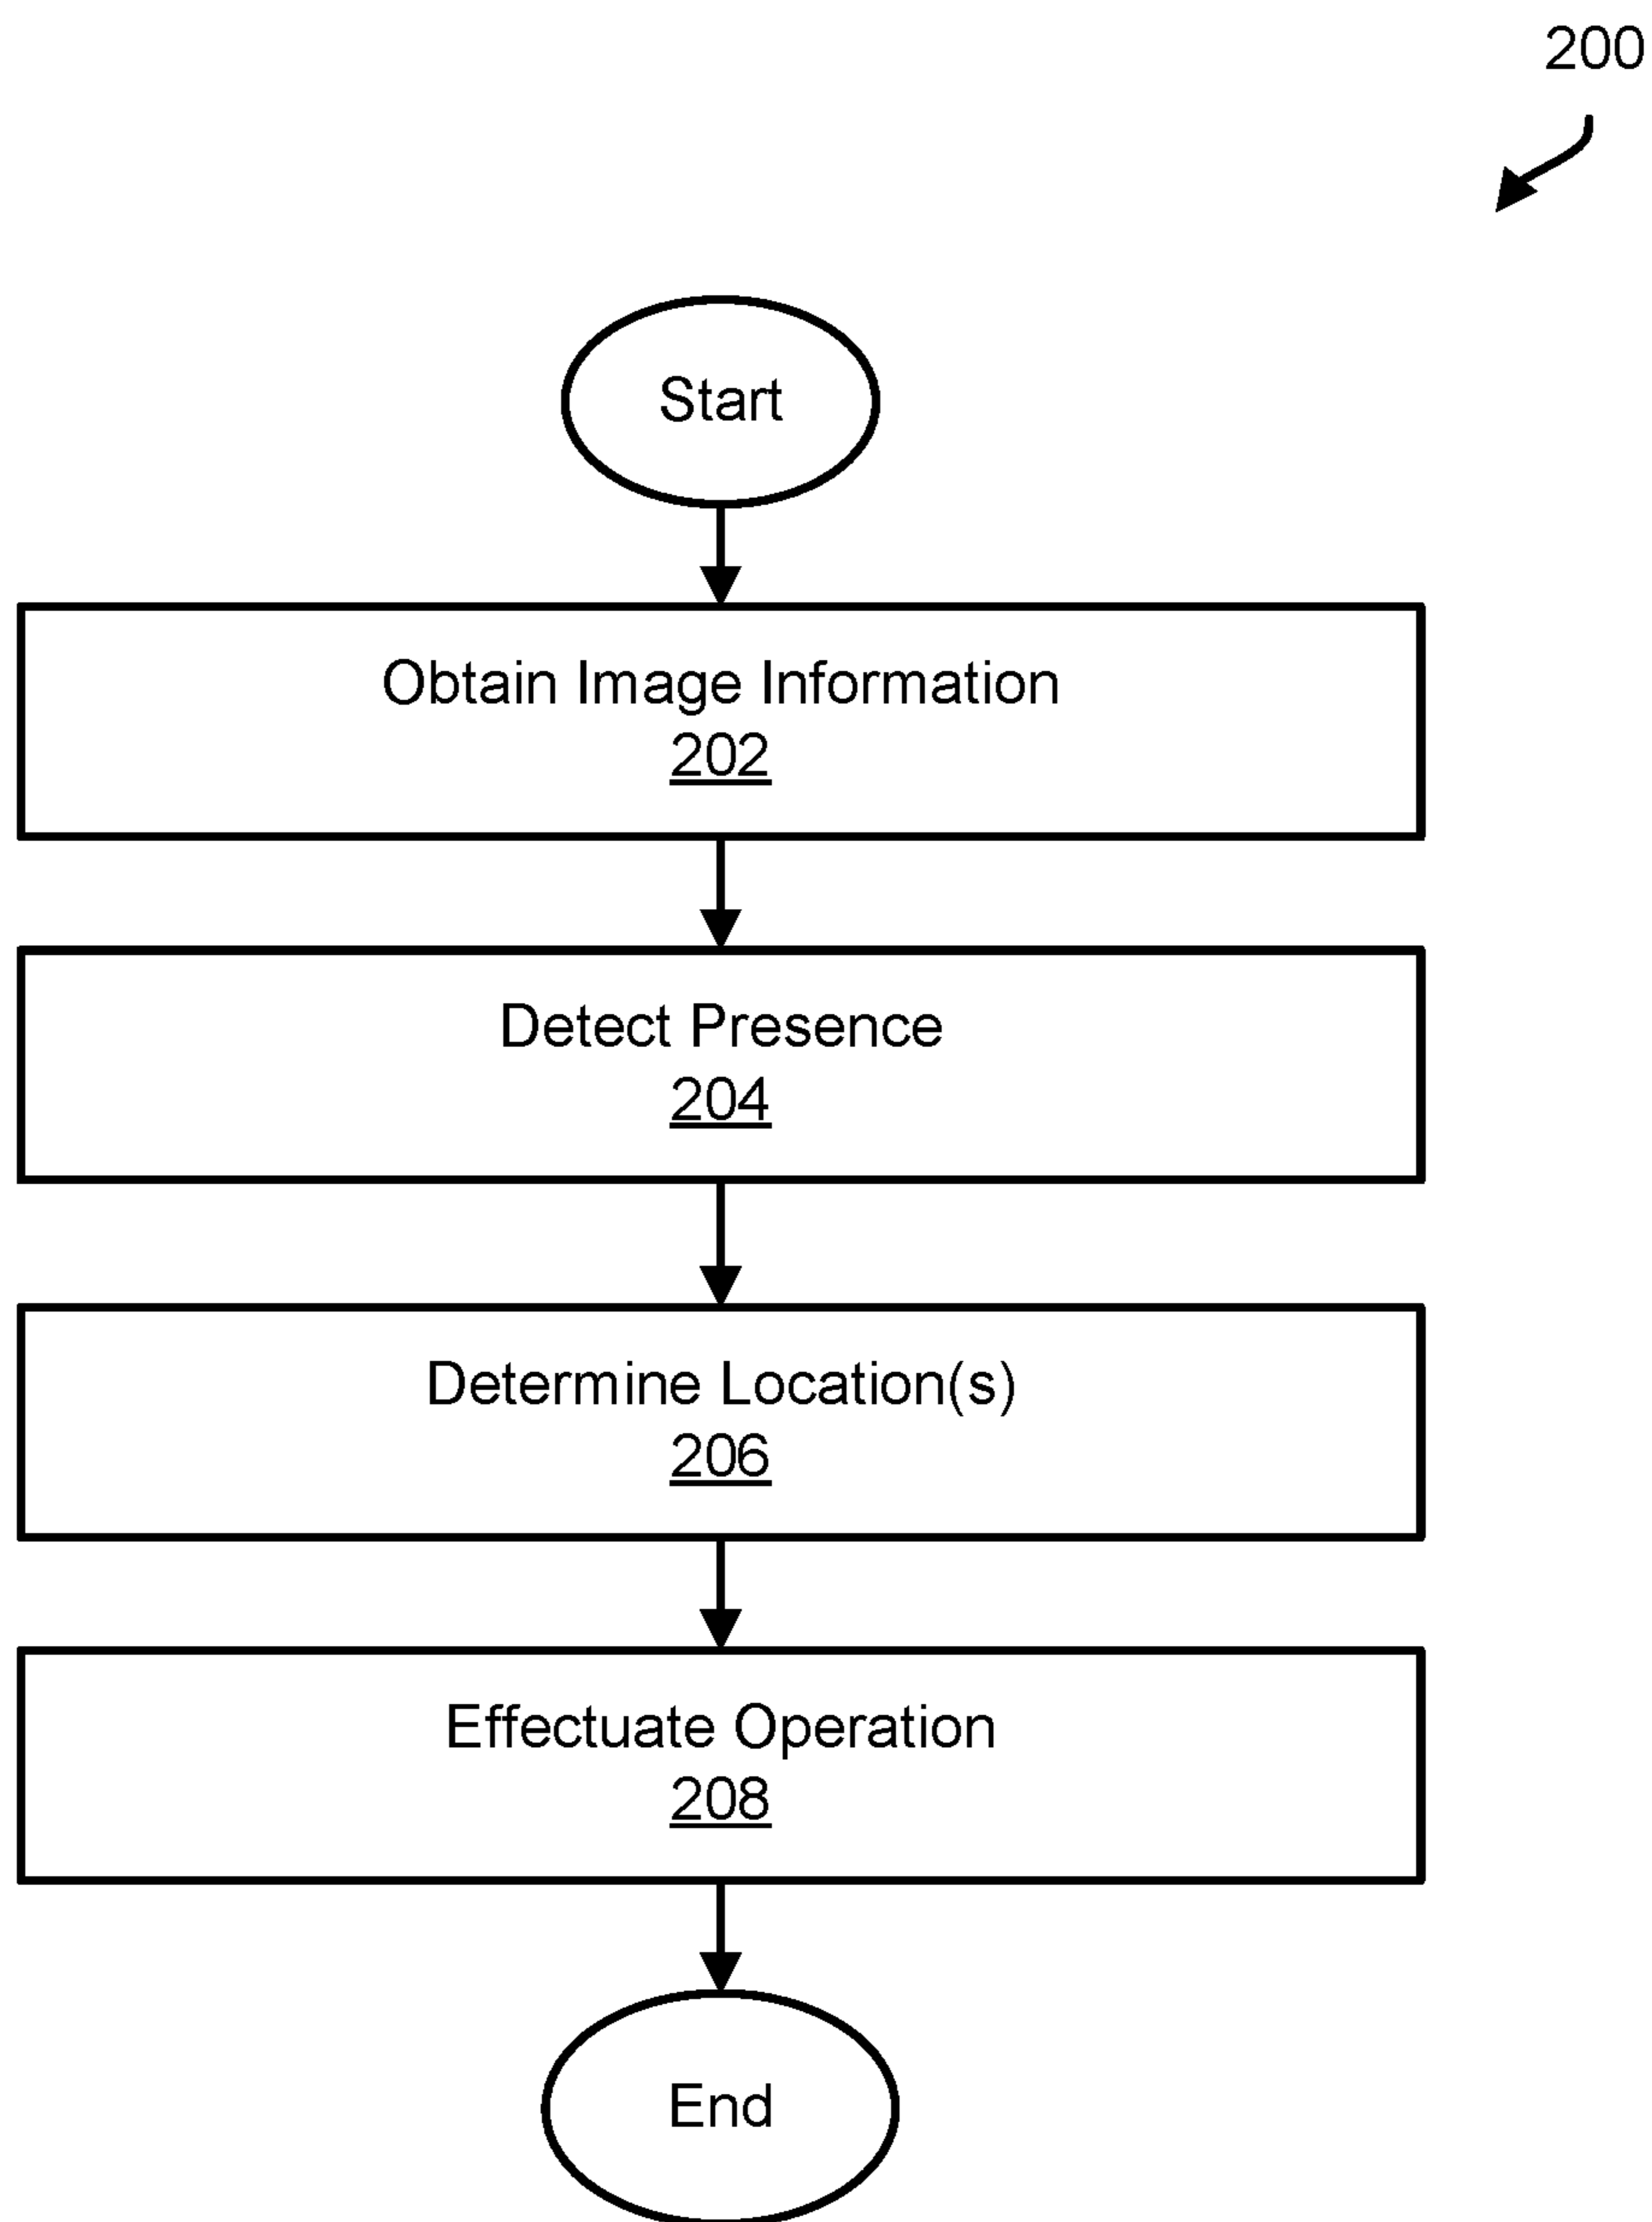 200
Start
Obtain Image Information
202
Detect Presence
204
Determine Location(s)
206
Effectuate Operation
208
End